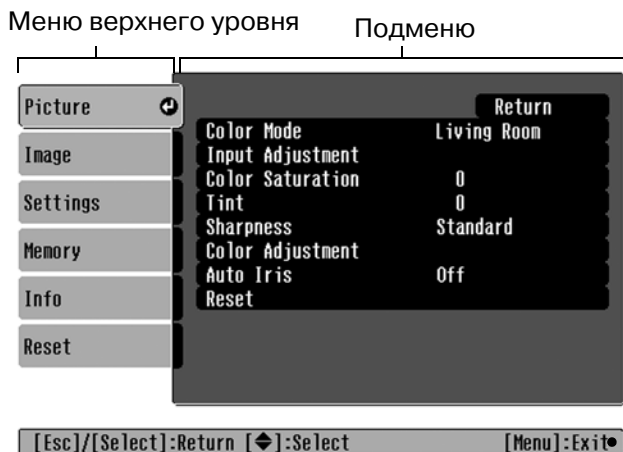 Меню верхнего уровня
Подменю
Picture
Image
Settings
Memory
Info
Reset
Return
Color Mode Living Room
Input Adjustment
Color Saturation 0
Tint 0
Sharpness Standard
Color Adjustment
Auto Iris Off
Reset
[Esc]/[Select]:Return [◆]:Select [Menu]:Exit